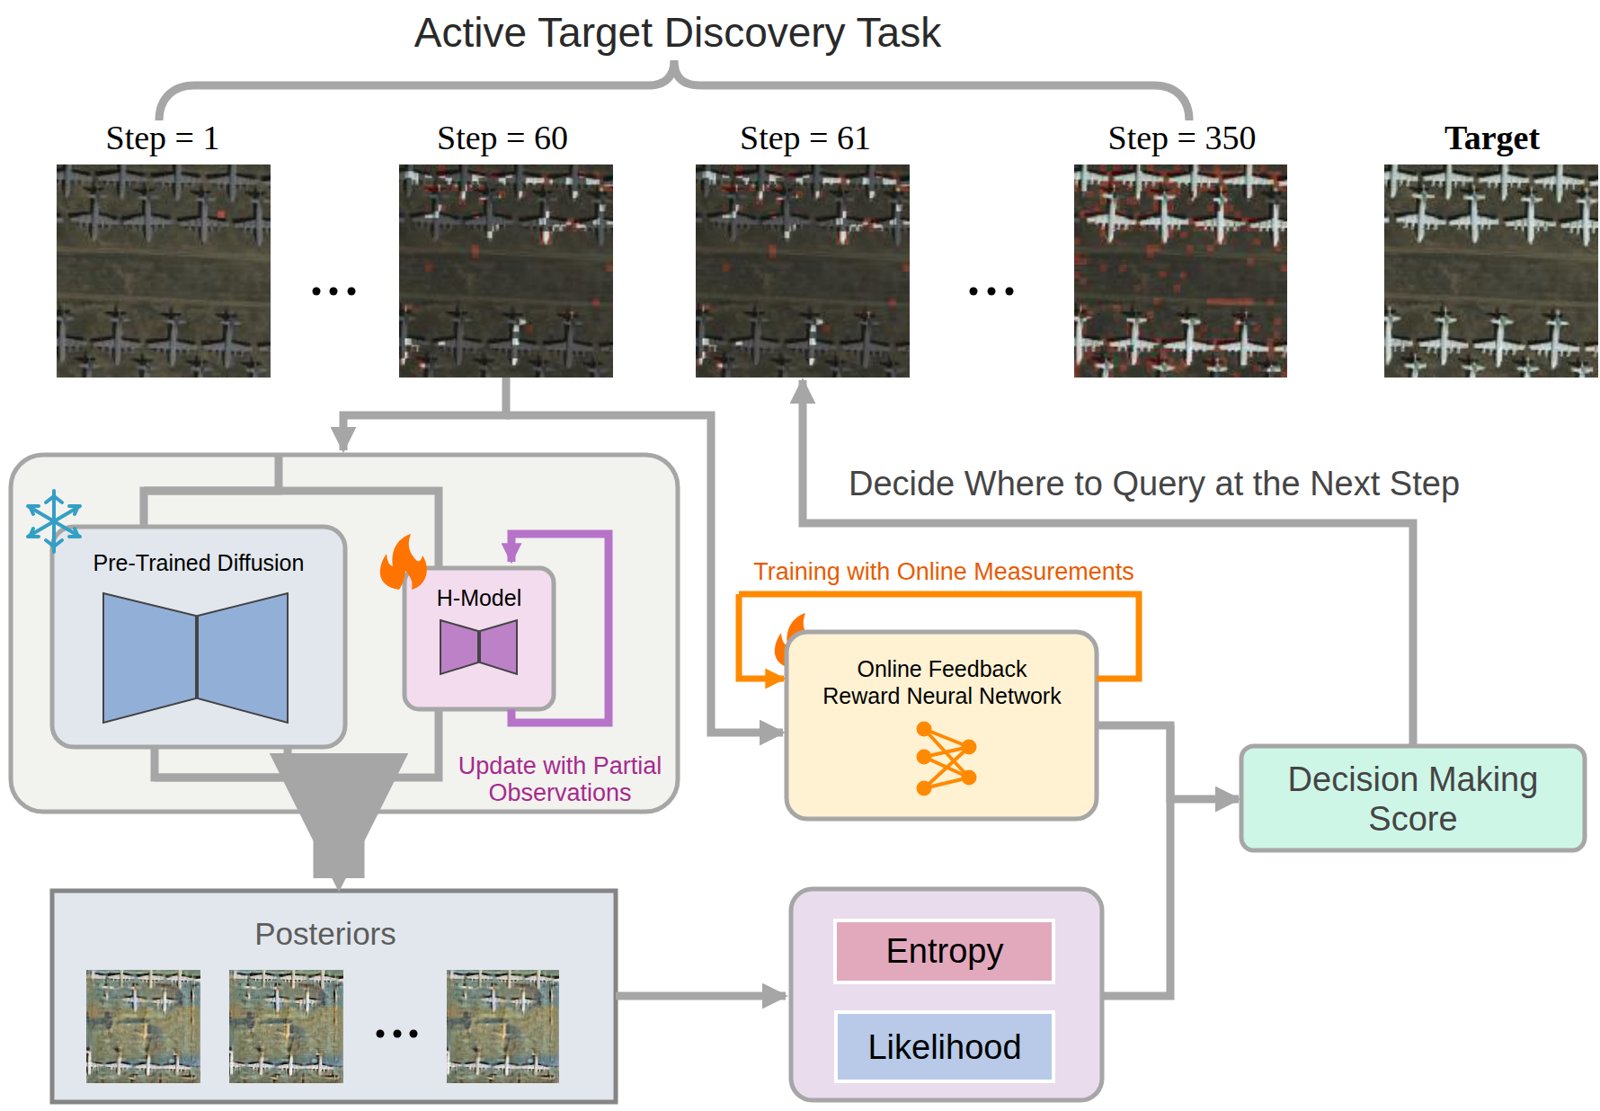 Active Target Discovery Task
Step = 1
Step = 60
Step = 61
Step = 350
Target
...
...
Decide Where to Query at the Next Step
Pre-Trained Diffusion
H-Model
Update with Partial
Observations
Training with Online Measurements
Online Feedback
Reward Neural Network
Decision Making
Score
Posteriors
...
Entropy
Likelihood